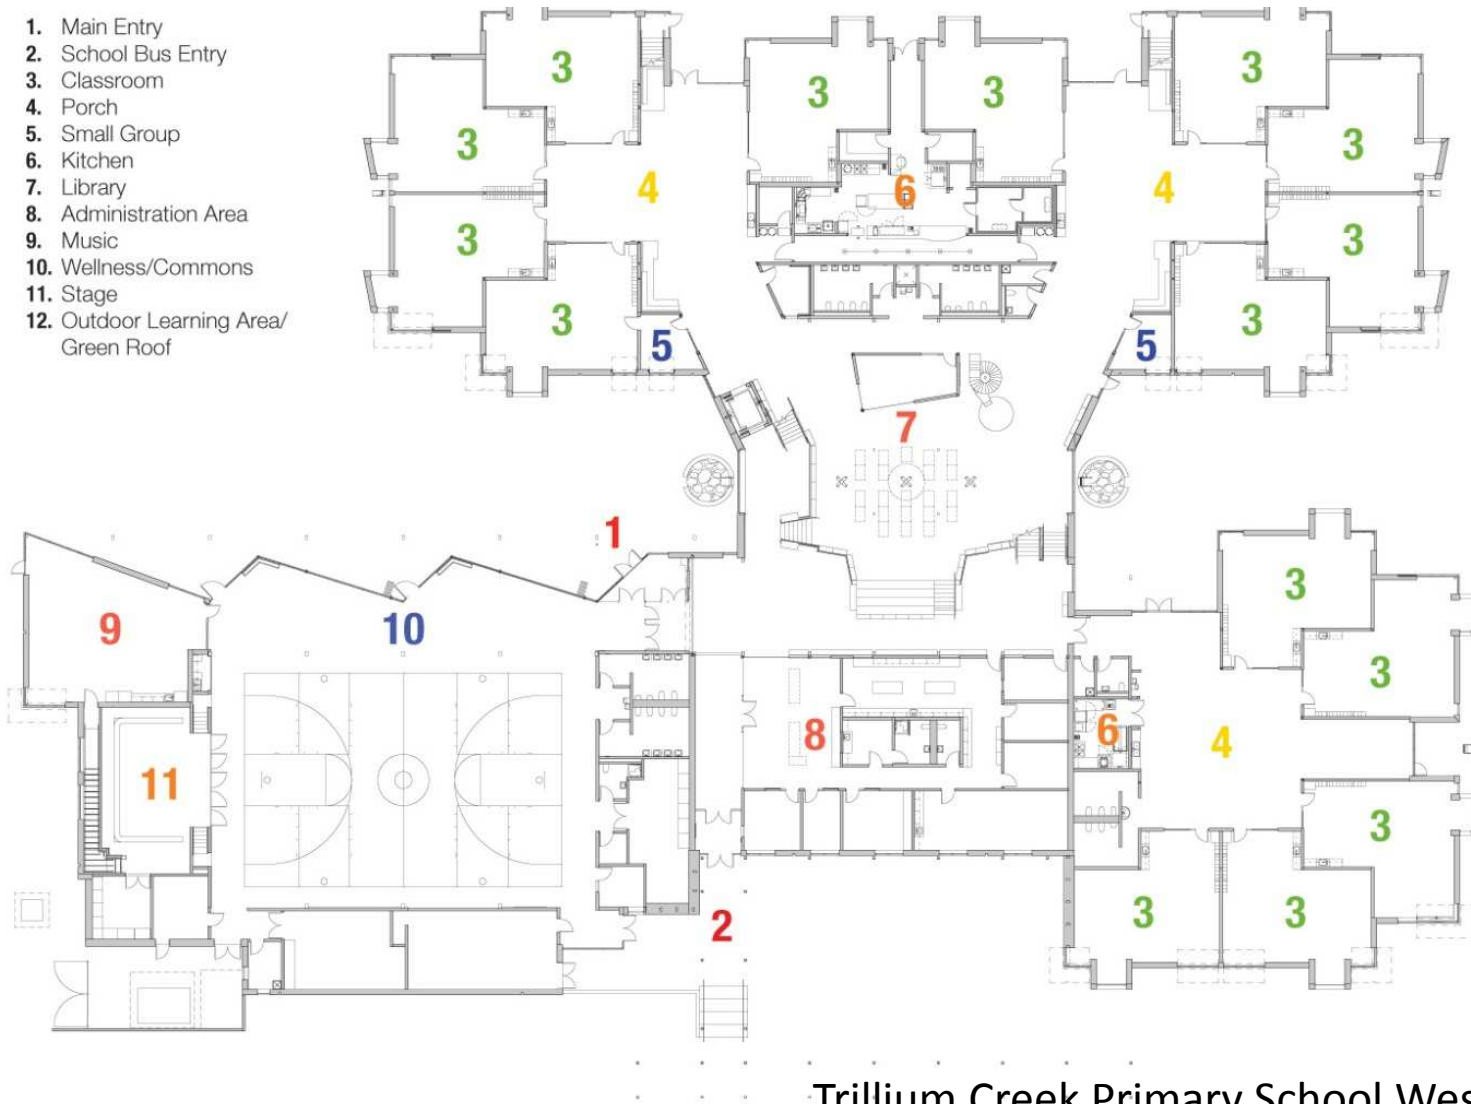 1. Main Entry
2. School Bus Entry
3. Classroom
4. Porch
5. Small Group
6. Kitchen
7. Library
8. Administration Area
9. Music
10. Wellness/Commons
11. Stage
12. Outdoor Learning Area/
Green Roof
3 3 3 3
3 3
4 6 4
3 3
3 3
5 5
7
1
3
9 10
3
8 6 4
11
3
3 3
2
Trillium Creek Primary School Wes